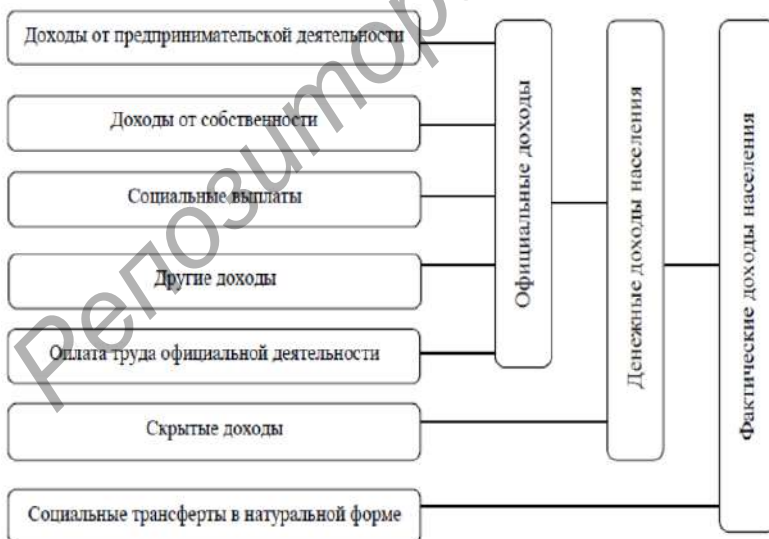 Доходы от предпринимательской деятельности
Доходы от собственности
Социальные выплаты
Другие доходы
Оплата труда официальной деятельности
Скрытые доходы
Социальные трансферты в натуральной форме
Официальные доходы
Денежные доходы населения
Фактические доходы населения